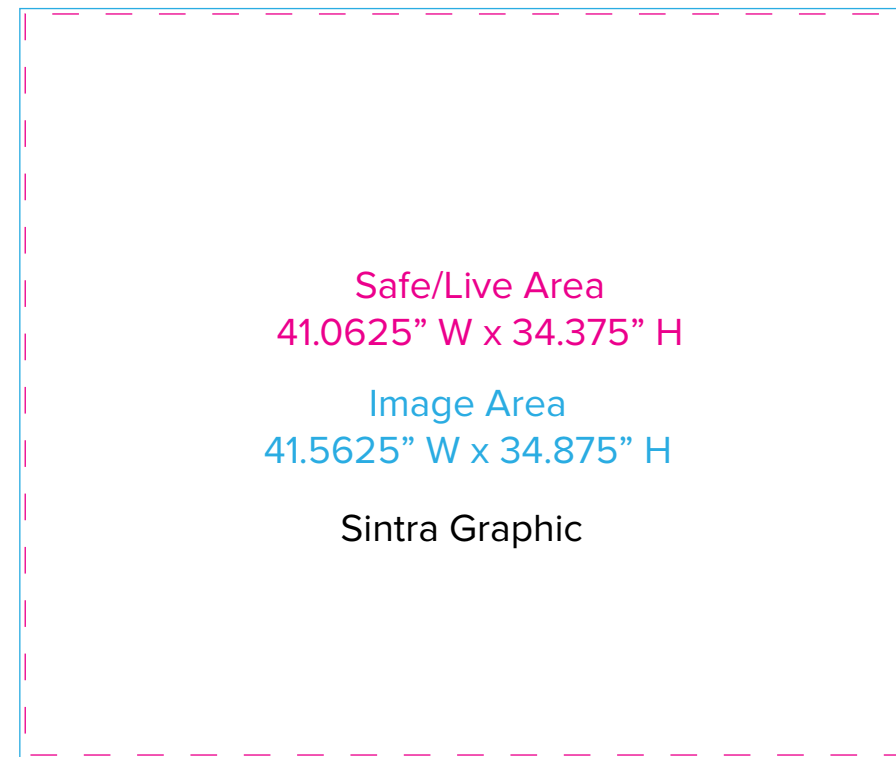 Safe/Live Area
41.0625” W x 34.375” H
Image Area
41.5625” W x 34.875” H
Sintra Graphic